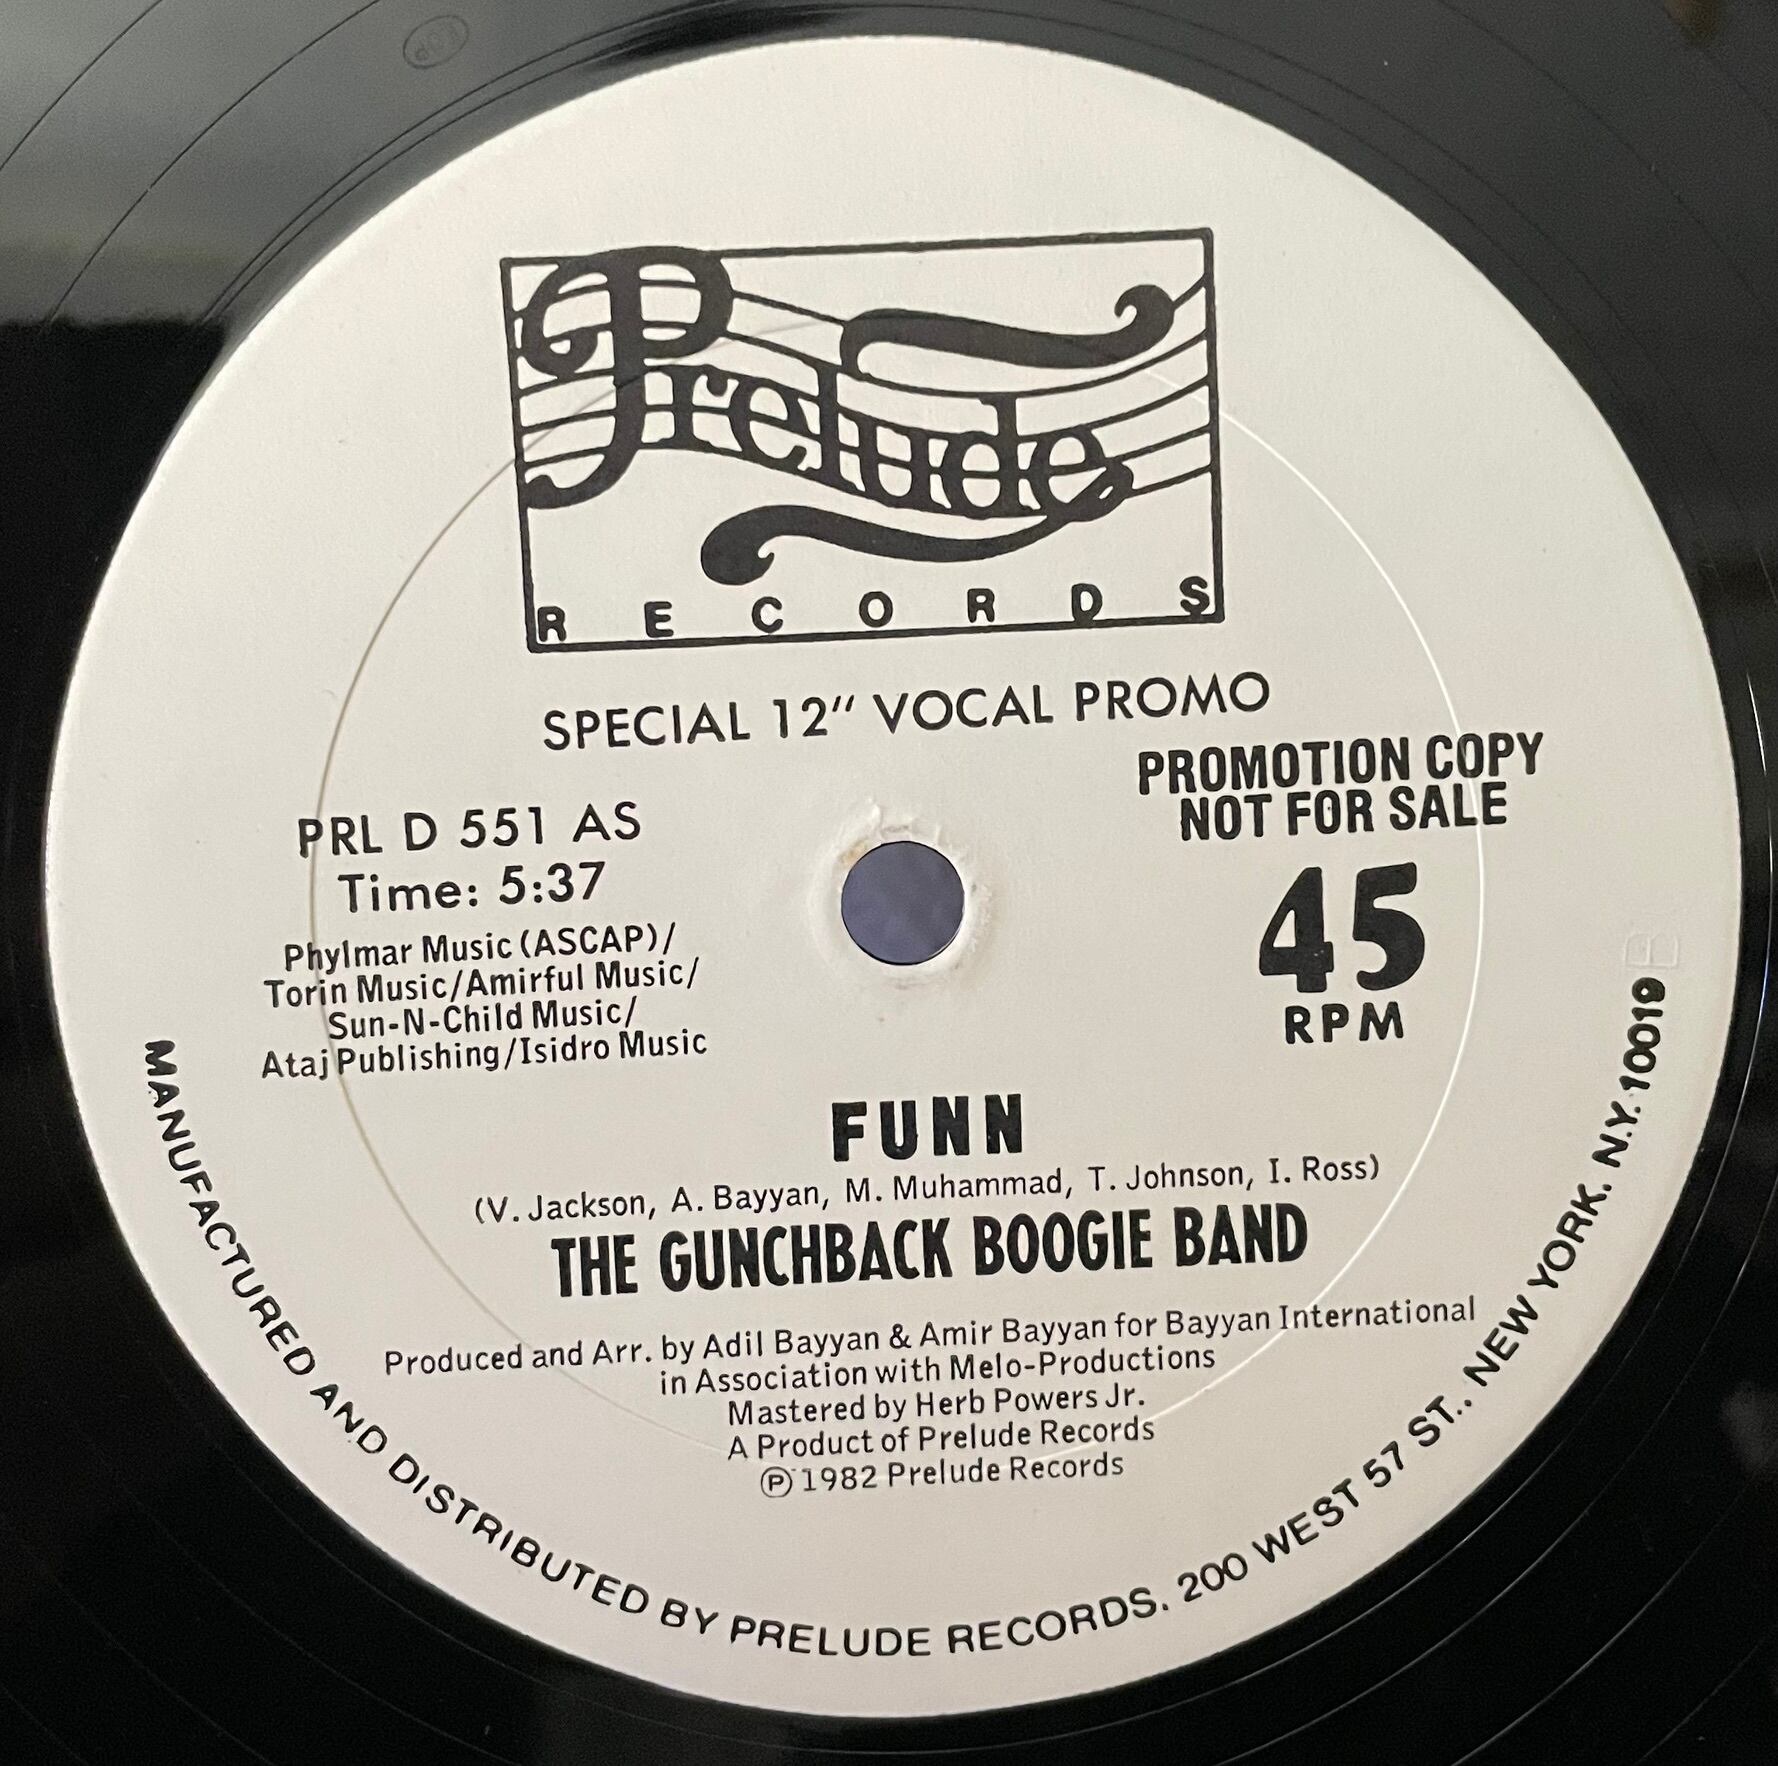 Prelude
RECORDS
SPECIAL 12" VOCAL PROMO
PROMOTION COPY
NOT FOR SALE
PRL D 551 AS
Time: 5:37
45
RPM
Phylmar Music (ASCAP)/
Torin Music/Amirful Music/
Sun-N-Child Music/
Ataj Publishing/Isidro Music
FUNN
(V. Jackson, A. Bayyan, M. Muhammad, T. Johnson, I. Ross)
THE GUNCHBACK BOOGIE BAND
Produced and Arr. by Adil Bayyan & Amir Bayyan for Bayyan International
in Association with Melo-Productions
Mastered by Herb Powers Jr.
A Product of Prelude Records
℗ 1982 Prelude Records
MANUFACTURED AND DISTRIBUTED BY PRELUDE RECORDS. 200 WEST 57 ST., NEW YORK. N.Y. 10019